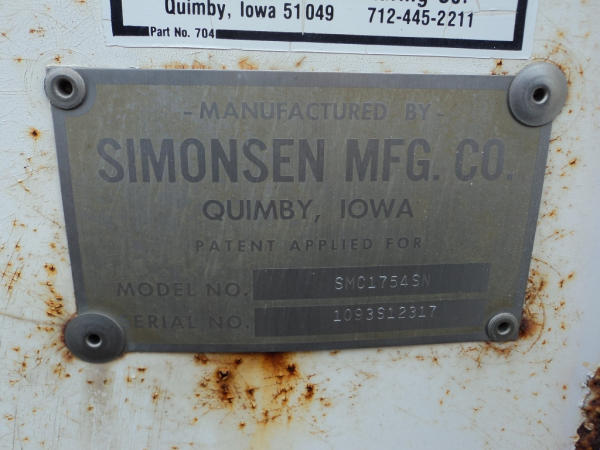 Quimby, Iowa 51049 712-445-2211
Part No. 704
- MANUFACTURED BY -
SIMONSEN MFG. CO.
QUIMBY, IOWA
PATENT APPLIED FOR
MODEL NO. SMC1754SN
SERIAL NO. 1093S12317